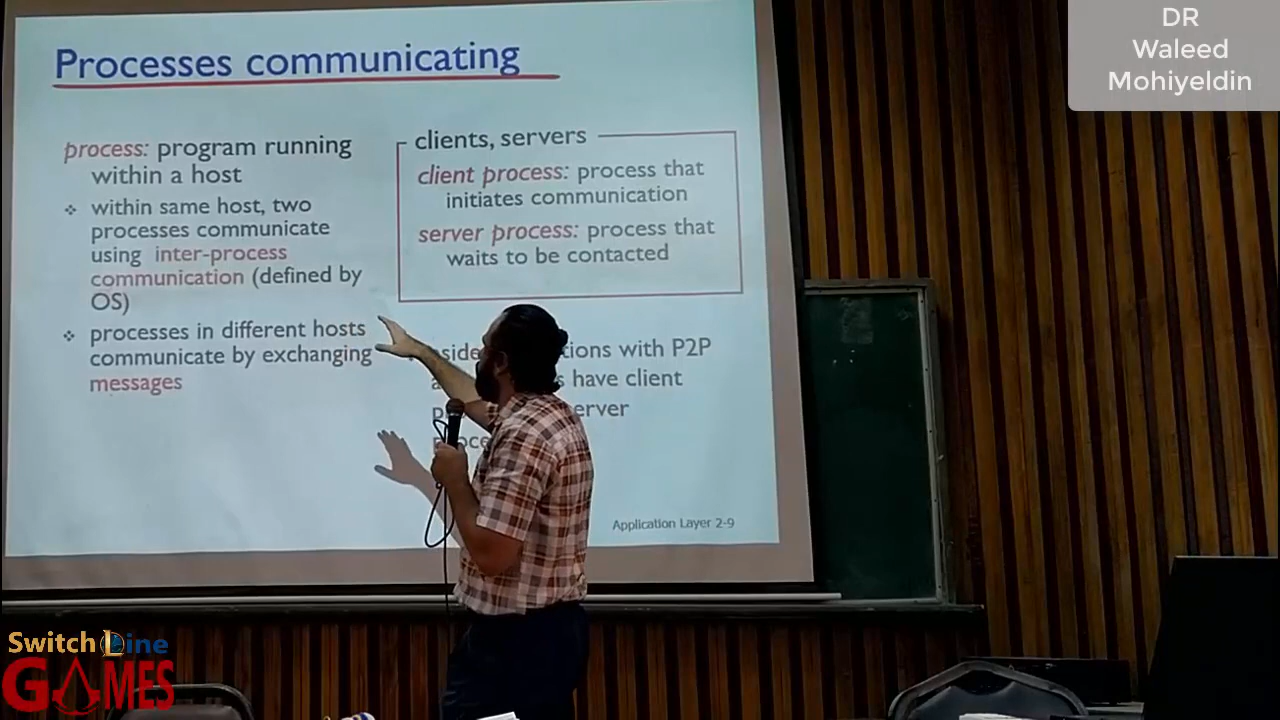 DR
Waleed
Mohiyeldin
Processes communicating
process: program running
within a host
❖ within same host, two
processes communicate
using inter-process
communication (defined by
OS)
❖ processes in different hosts
communicate by exchanging
messages
clients, servers
client process: process that
initiates communication
server process: process that
waits to be contacted
with P2P
have client
Application Layer 2-9
Switch Line
GAMES